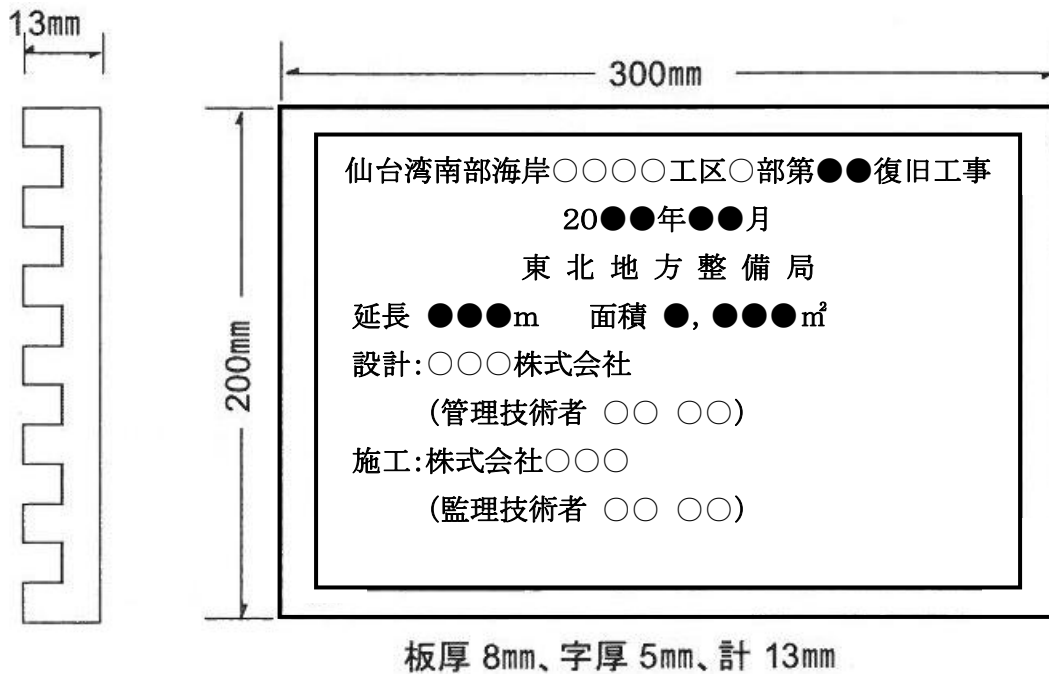 13mm
300mm
200mm
仙台湾南部海岸○○○○工区○部第●●復旧工事
20●●年●●月
東北地方整備局
延長 ●●●m 面積 ●,●●●㎡
設計:○○○株式会社
(管理技術者 ○○ ○○)
施工:株式会社○○○
(監理技術者 ○○ ○○)
板厚 8mm、字厚 5mm、計 13mm